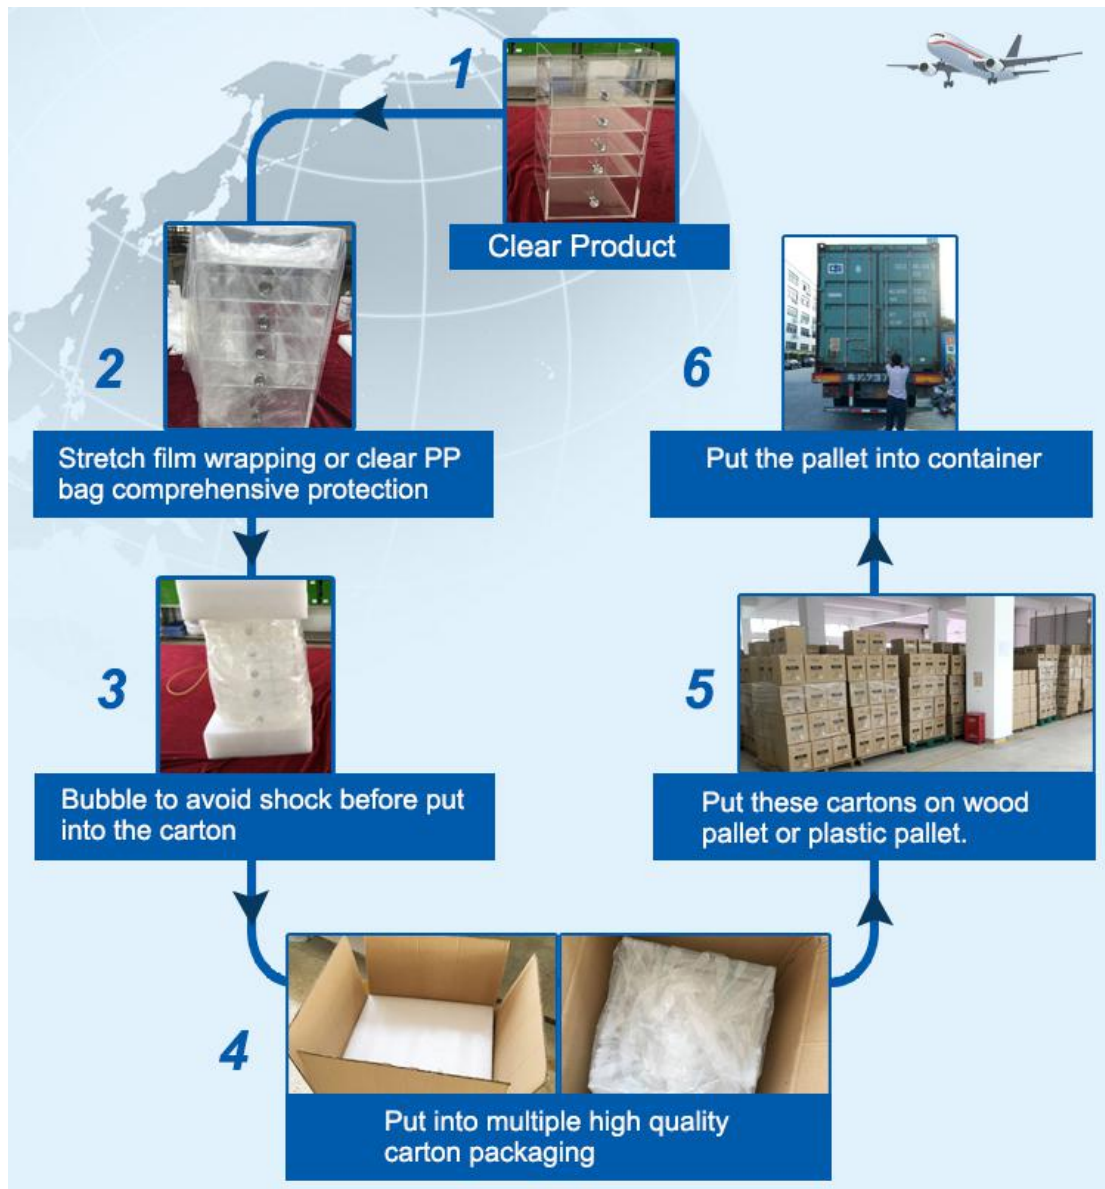 1
Clear Product
2
Stretch film wrapping or clear PP
bag comprehensive protection
3
Bubble to avoid shock before put
into the carton
4
Put into multiple high quality
carton packaging
5
Put these cartons on wood
pallet or plastic pallet.
6
Put the pallet into container